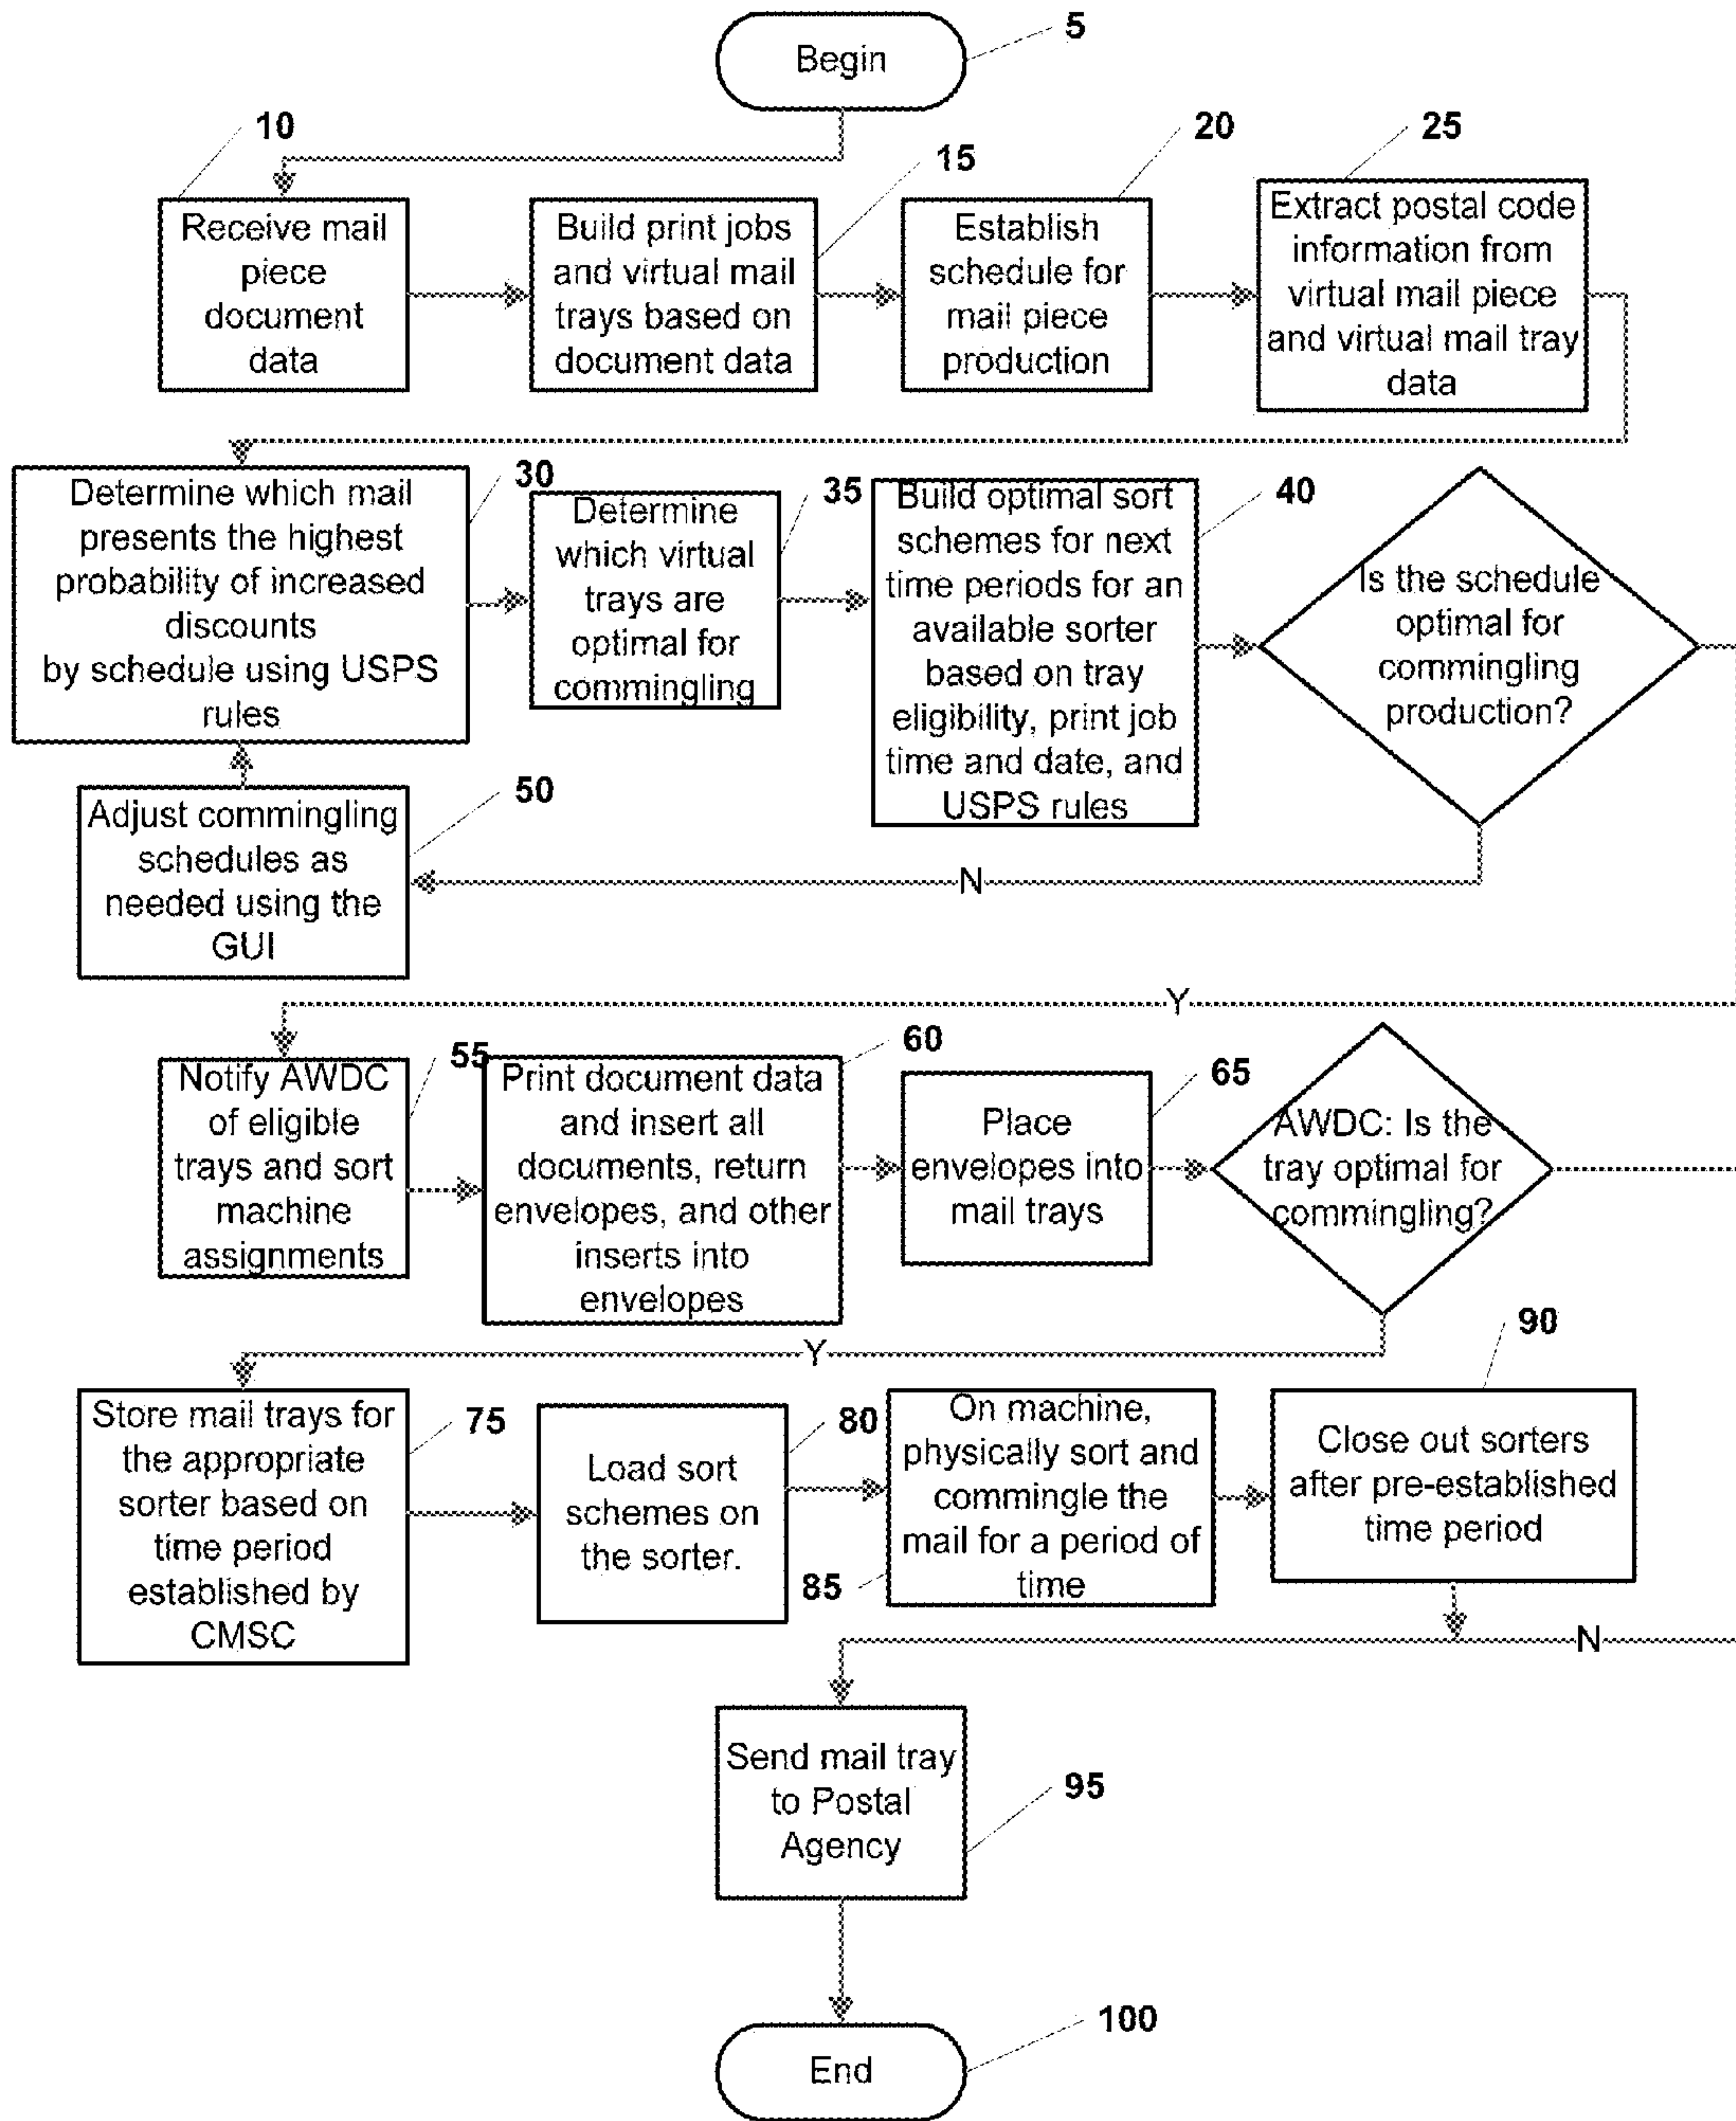 5
Begin
10
20
25
15
Receive mail
piece
document
data
Build print jobs
and virtual mail
trays based on
document data
Establish
schedule for
mail piece
production
Extract postal code
information from
virtual mail piece
and virtual mail tray
data
30
35
40
Determine which mail
presents the highest
probability of increased
discounts
by schedule using USPS
rules
Determine
which virtual
trays are
optimal for
commingling
Build optimal sort
schemes for next
time periods for an
available sorter
based on tray
eligibility, print job
time and date, and
USPS rules
Is the schedule
optimal for
commingling
production?
50
Adjust commingling
schedules as
needed using the
GUI
N
Y
55
60
65
Notify AWDC
of eligible
trays and sort
machine
assignments
Print document data
and insert all
documents, return
envelopes, and other
inserts into
envelopes
Place
envelopes into
mail trays
AWDC: Is the
tray optimal for
commingling?
Y
90
75
80
Store mail trays for
the appropriate
sorter based on
time period
established by
CMSC
Load sort
schemes on
the sorter.
On machine,
physically sort and
commingle the
mail for a period of
time
85
Close out sorters
after pre-established
time period
N
Send mail tray
to Postal
Agency
95
100
End